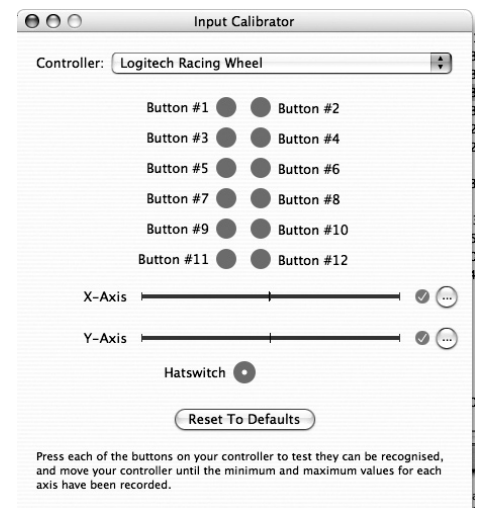 Input Calibrator
Controller: Logitech Racing Wheel
Button #1 Button #2
Button #3 Button #4
Button #5 Button #6
Button #7 Button #8
Button #9 Button #10
Button #11 Button #12
X-Axis ...
Y-Axis ...
Hatswitch
Reset To Defaults
Press each of the buttons on your controller to test they can be recognised,
and move your controller until the minimum and maximum values for each
axis have been recorded.